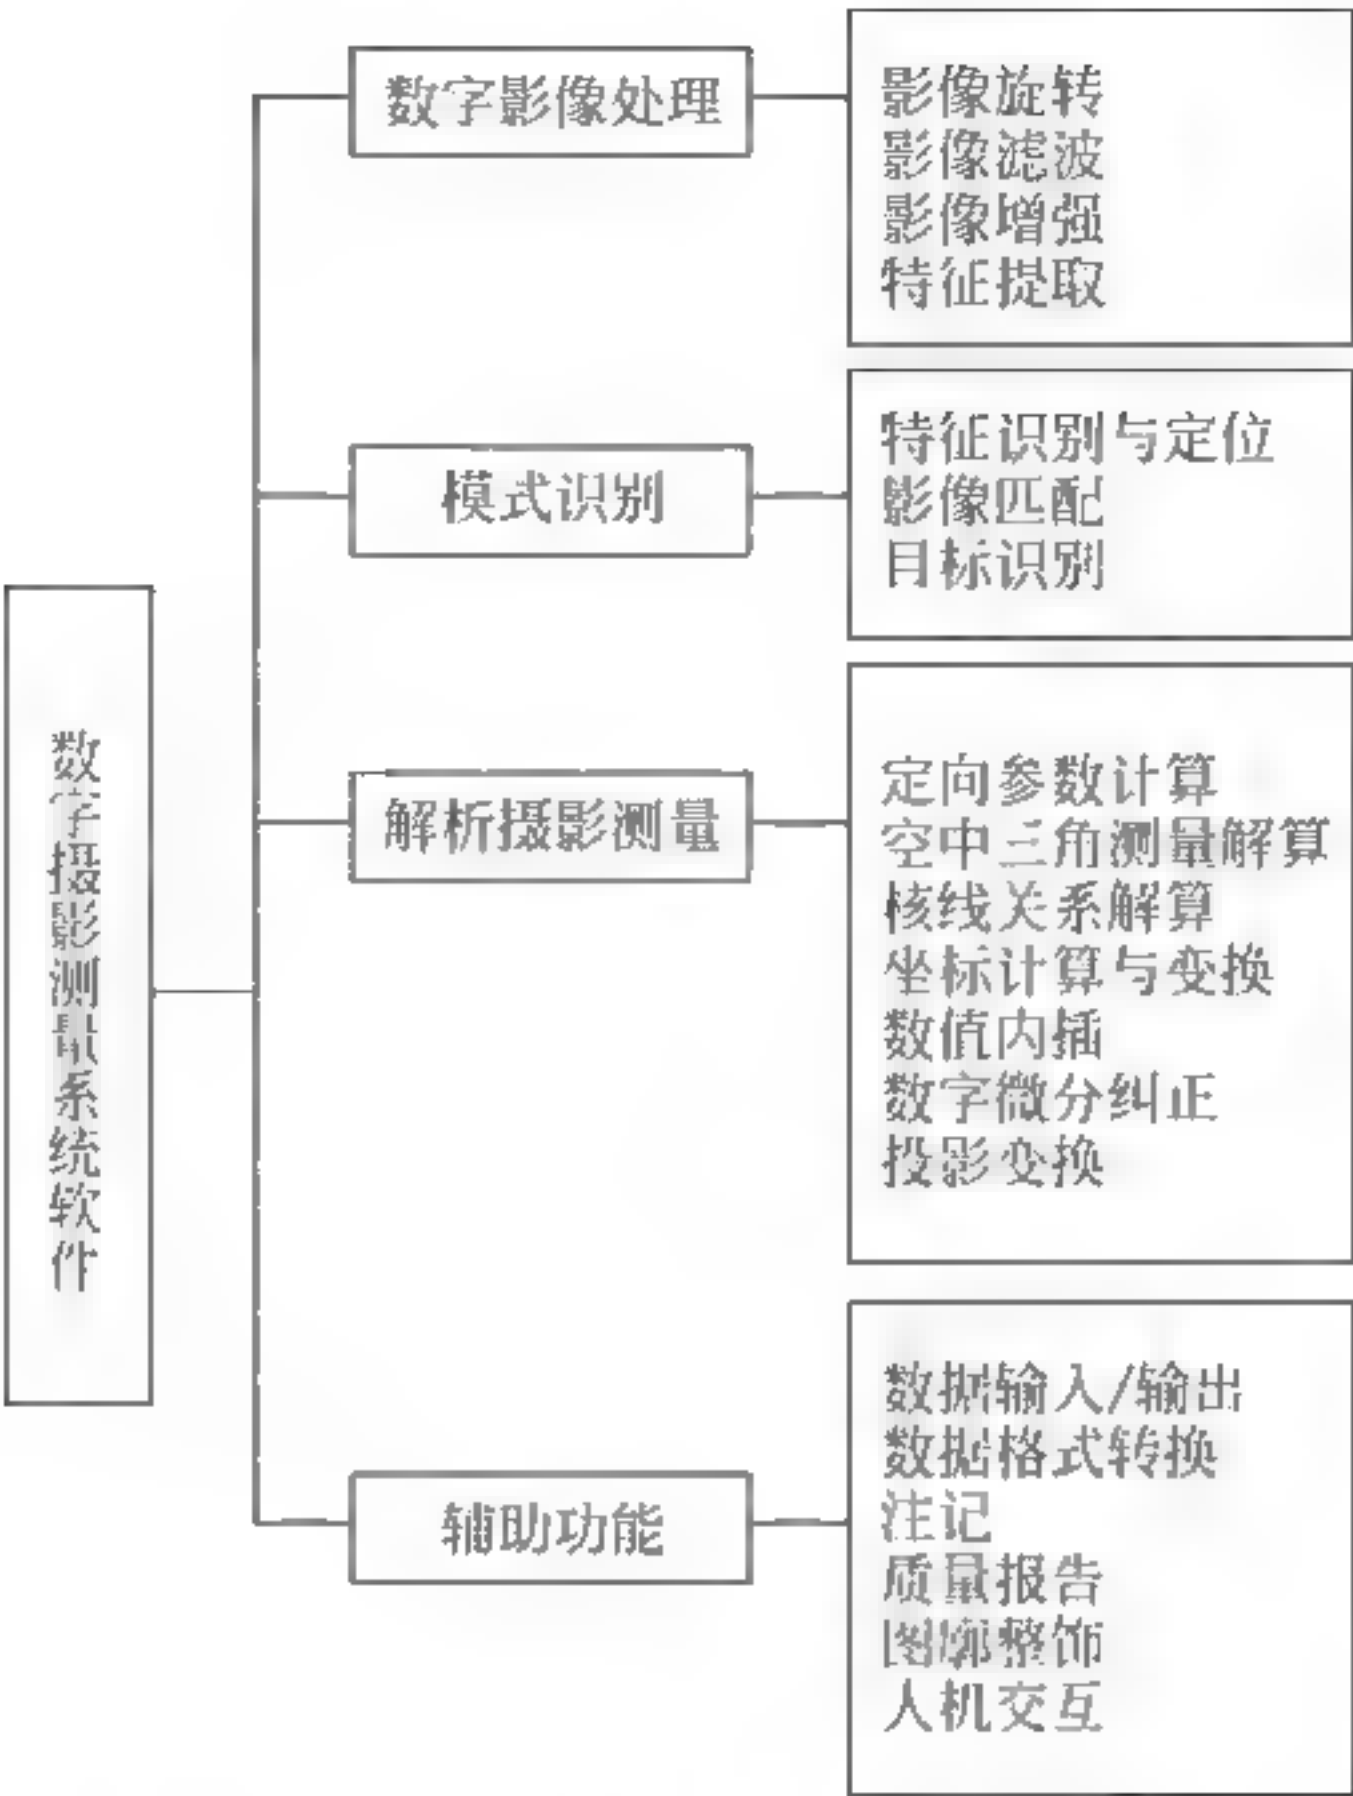 数字摄影测量系统软件
数字影像处理
影像旋转
影像滤波
影像增强
特征提取
模式识别
特征识别与定位
影像匹配
目标识别
解析摄影测量
定向参数计算
空中三角测量解算
核线关系解算
坐标计算与变换
数值内插
数字微分纠正
投影变换
辅助功能
数据输入/输出
数据格式转换
注记
质量报告
图廓整饰
人机交互